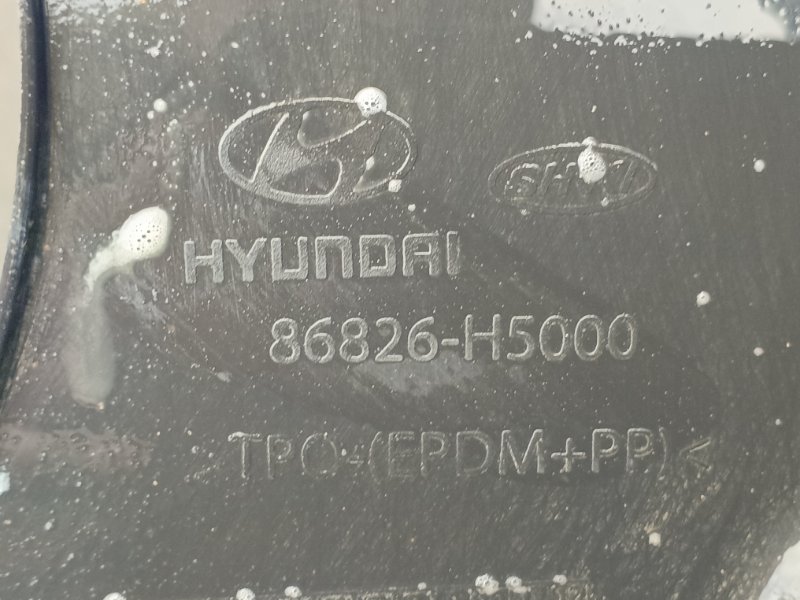 HYUNDAI
86826-H5000
>TPO-(EPDM+PP)<